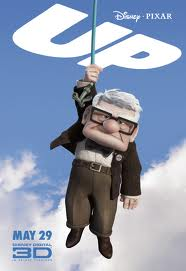 Disney · PIXAR
UP
MAY 29
DISNEY DIGITAL
3D